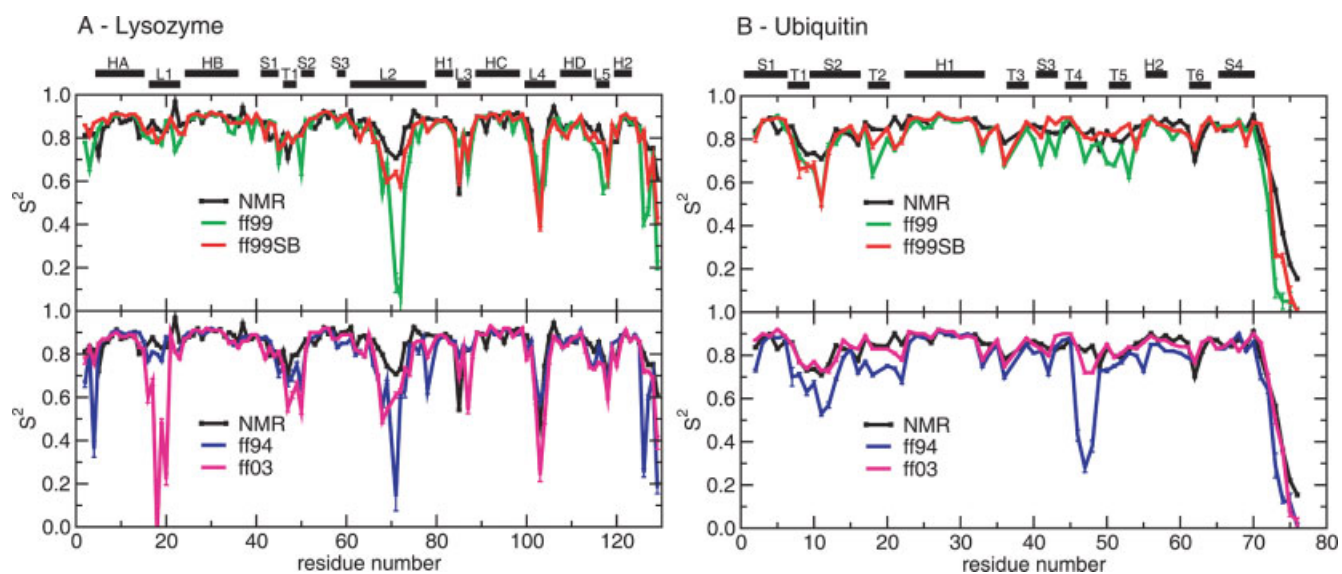 A - Lysozyme
HA L1 HB S1 T1 S2 S3 L2 H1 L3 HC L4 HD L5 H2
1.0
0.8
0.6
0.4
0.2
S²
NMR
ff99
ff99SB
1.0
0.8
0.6
0.4
0.2
0.0
S²
NMR
ff94
ff03
0 20 40 60 80 100 120
residue number
B - Ubiquitin
S1 T1 S2 T2 H1 T3 S3 T4 T5 H2 T6 S4
1.0
0.8
0.6
0.4
0.2
S²
NMR
ff99
ff99SB
1.0
0.8
0.6
0.4
0.2
0.0
S²
NMR
ff94
ff03
0 10 20 30 40 50 60 70 80
residue number